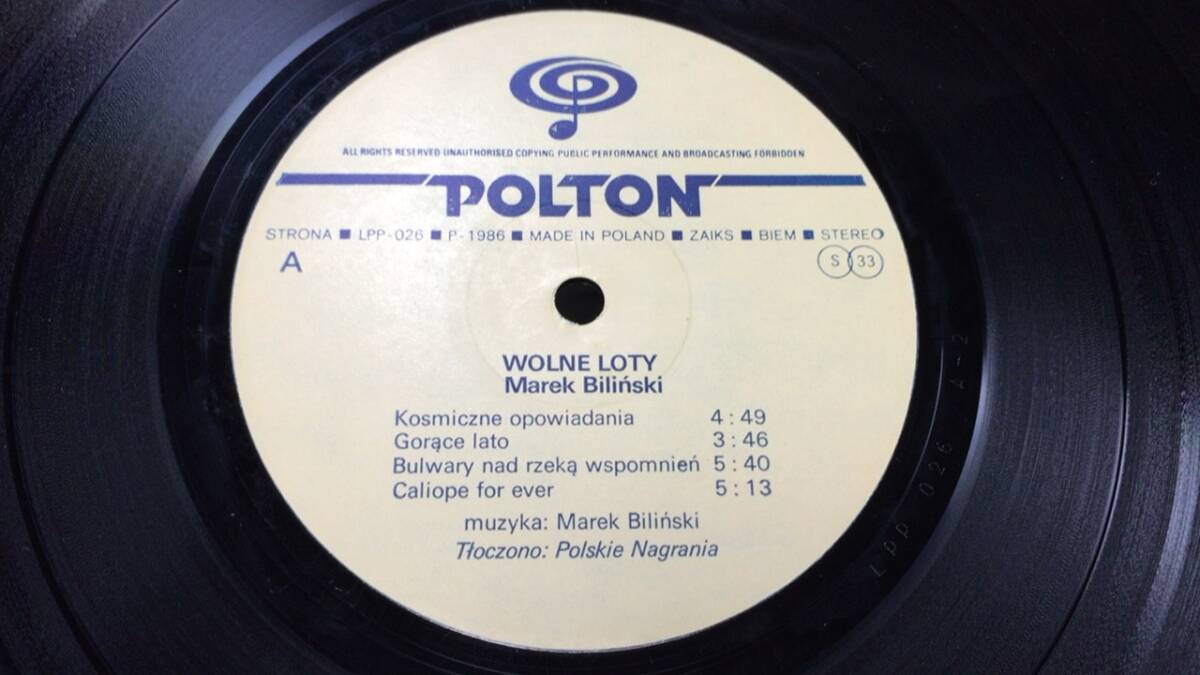 ALL RIGHTS RESERVED UNAUTHORISED COPYING PUBLIC PERFORMANCE AND BROADCASTING FORBIDDEN
POLTON
STRONA ■ LPP-026 ■ P-1986 ■ MADE IN POLAND ■ ZAIKS ■ BIEM ■ STEREO
A
S 33
WOLNE LOTY
Marek Biliński
Kosmiczne opowiadania 4:49
Gorące lato 3:46
Bulwary nad rzeką wspomnień 5:40
Caliope for ever 5:13
muzyka: Marek Biliński
Tłoczono: Polskie Nagrania
LPP 026 A-2